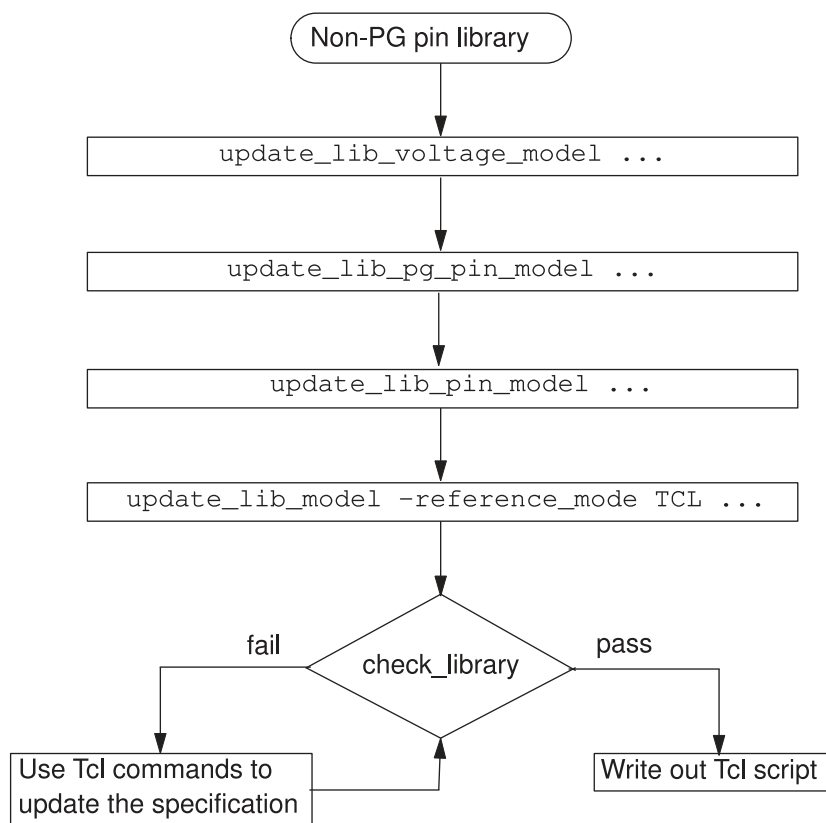 Non-PG pin library
update_lib_voltage_model ...
update_lib_pg_pin_model ...
update_lib_pin_model ...
update_lib_model –reference_mode TCL ...
fail
check_library
pass
Use Tcl commands to
update the specification
Write out Tcl script